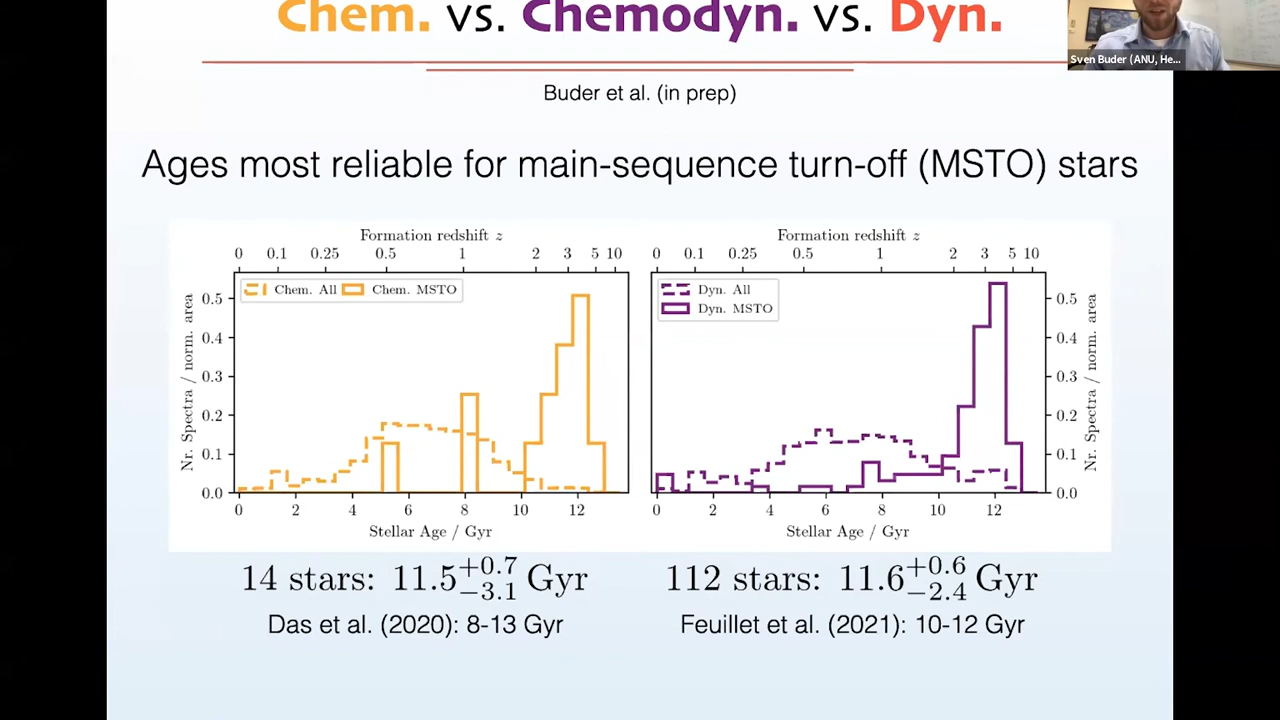 Chem. vs. Chemodyn. vs. Dyn.
Sven Buder (ANU, He...
Buder et al. (in prep)
Ages most reliable for main-sequence turn-off (MSTO) stars
Formation redshift z
0 0.1 0.25 0.5 1 2 3 5 10
Chem. All Chem. MSTO
Nr. Spectra / norm. area
0.5
0.4
0.3
0.2
0.1
0.0
0 2 4 6 8 10 12
Stellar Age / Gyr
Formation redshift z
0 0.1 0.25 0.5 1 2 3 5 10
Dyn. All
Dyn. MSTO
0.5
0.4
0.3
0.2
0.1
0.0
Nr. Spectra / norm. area
0 2 4 6 8 10 12
Stellar Age / Gyr
14 stars: 11.5 +0.7 −3.1 Gyr
112 stars: 11.6 +0.6 −2.4 Gyr
Das et al. (2020): 8-13 Gyr
Feuillet et al. (2021): 10-12 Gyr